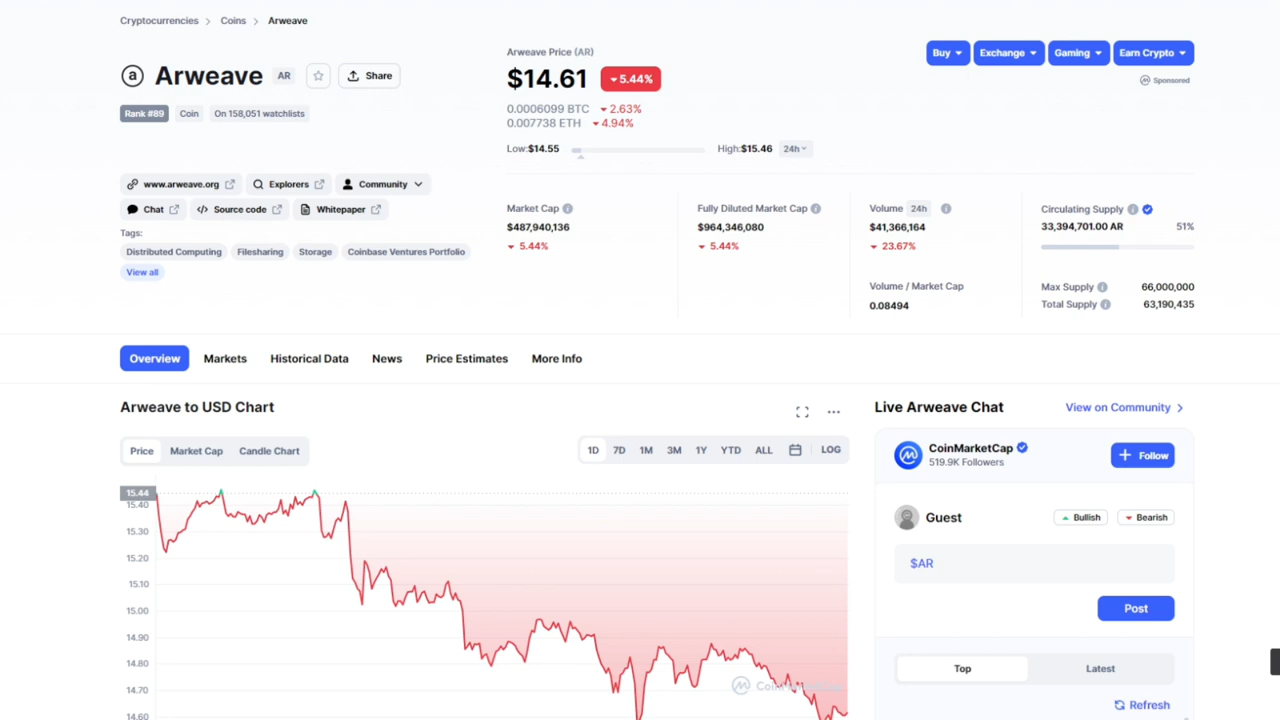 Cryptocurrencies > Coins > Arweave
Arweave AR Share
Rank #89 Coin On 158,051 watchlists
www.arweave.org Explorers Community
Chat Source code Whitepaper
Tags:
Distributed Computing Filesharing Storage Coinbase Ventures Portfolio
View all
Arweave Price (AR)
$14.61 5.44%
0.0006099 BTC 2.63%
0.007738 ETH 4.94%
Low:$14.55 High:$15.46 24h
Buy Exchange Gaming Earn Crypto
Sponsored
Market Cap
$487,940,136
5.44%
Fully Diluted Market Cap
$964,346,080
5.44%
Volume 24h
$41,366,164
23.67%
Volume / Market Cap
0.08494
Circulating Supply
33,394,701.00 AR 51%
Max Supply 66,000,000
Total Supply 63,190,435
Overview Markets Historical Data News Price Estimates More Info
Arweave to USD Chart
Price Market Cap Candle Chart
1D 7D 1M 3M 1Y YTD ALL LOG
15.44
15.40
15.30
15.20
15.10
15.00
14.90
14.80
14.70
14.60
Live Arweave Chat View on Community >
CoinMarketCap
519.9K Followers
+ Follow
Guest Bullish Bearish
$AR
Post
Top Latest
Refresh